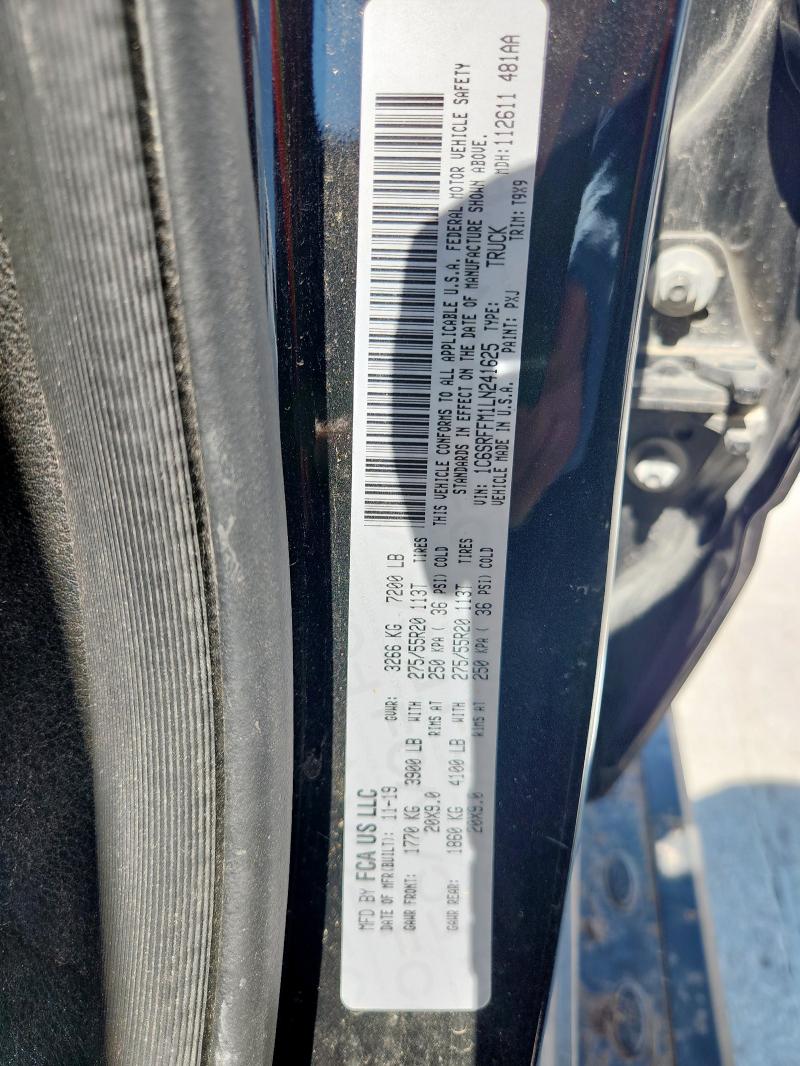 MFD BY FCA US LLC
DATE OF MFR(BUILT): 11-19 GVWR: 3266 KG 7200 LB
GAWR FRONT: 1770 KG 3900 LB WITH 275/55R20 113T TIRES
20X9.0 RIMS AT 250 KPA ( 36 PSI) COLD
GAWR REAR: 1860 KG 4100 LB WITH 275/55R20 113T TIRES
20X9.0 RIMS AT 250 KPA ( 36 PSI) COLD
THIS VEHICLE CONFORMS TO ALL APPLICABLE U.S.A. FEDERAL MOTOR VEHICLE SAFETY
STANDARDS IN EFFECT ON THE DATE OF MANUFACTURE SHOWN ABOVE.
VIN: 1C6SRFFM1LN241625 TYPE: TRUCK MDH:112611 481AA
VEHICLE MADE IN U.S.A. PAINT: PXJ TRIM: T9X9